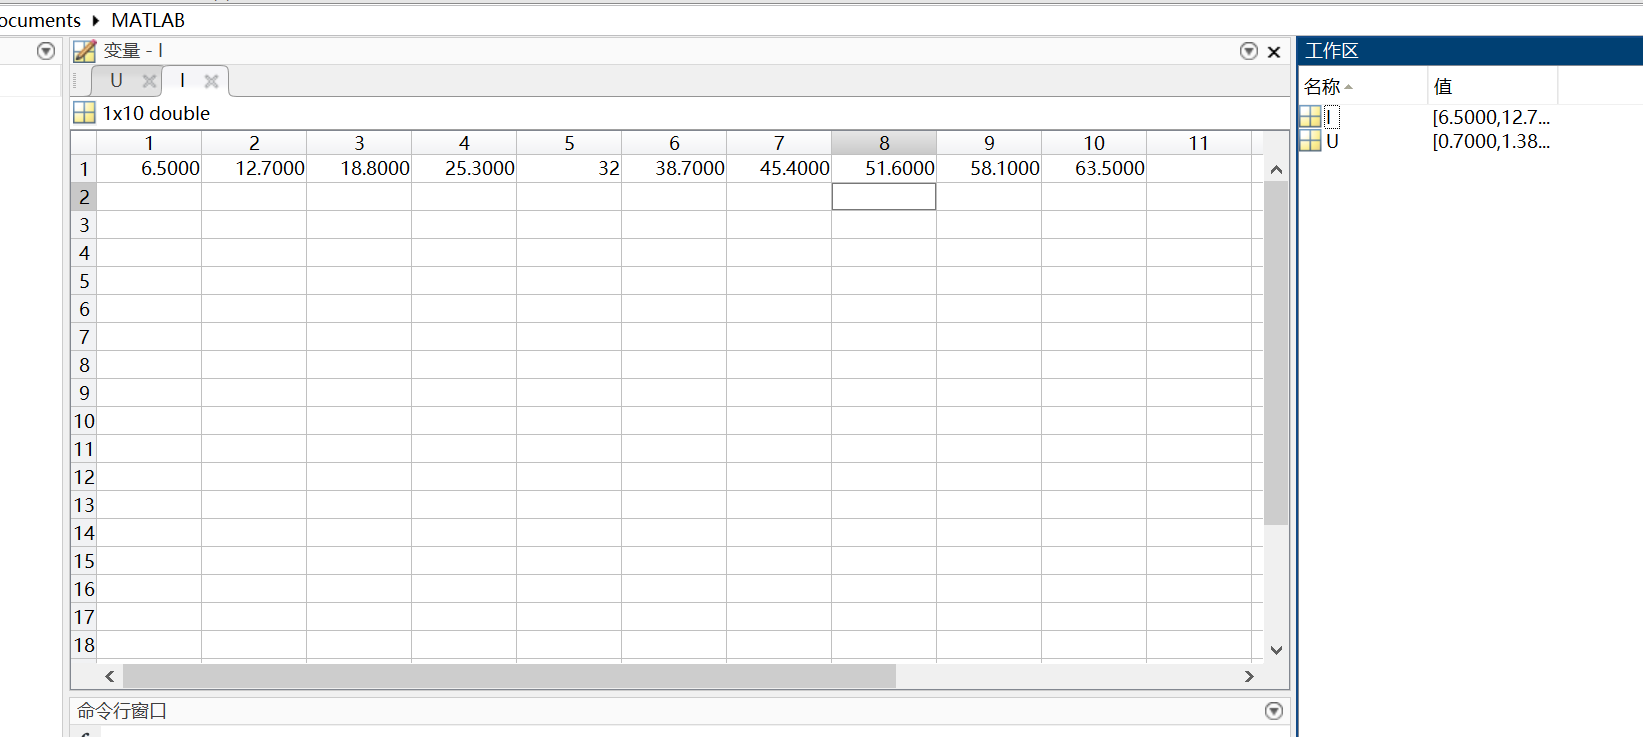 ocuments ▸ MATLAB
变量 - I
工作区
U I
名称 值
1x10 double
I [6.5000,12.7...
U [0.7000,1.38...
1 2 3 4 5 6 7 8 9 10 11
1 6.5000 12.7000 18.8000 25.3000 32 38.7000 45.4000 51.6000 58.1000 63.5000
2
3
4
5
6
7
8
9
10
11
12
13
14
15
16
17
18
命令行窗口